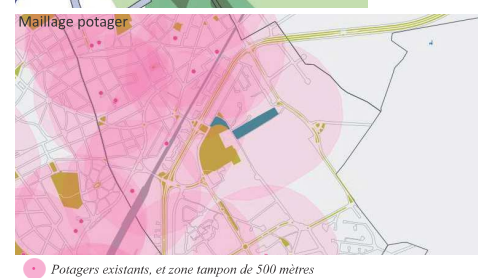 Maillage potager
Potagers existants, et zone tampon de 500 mètres